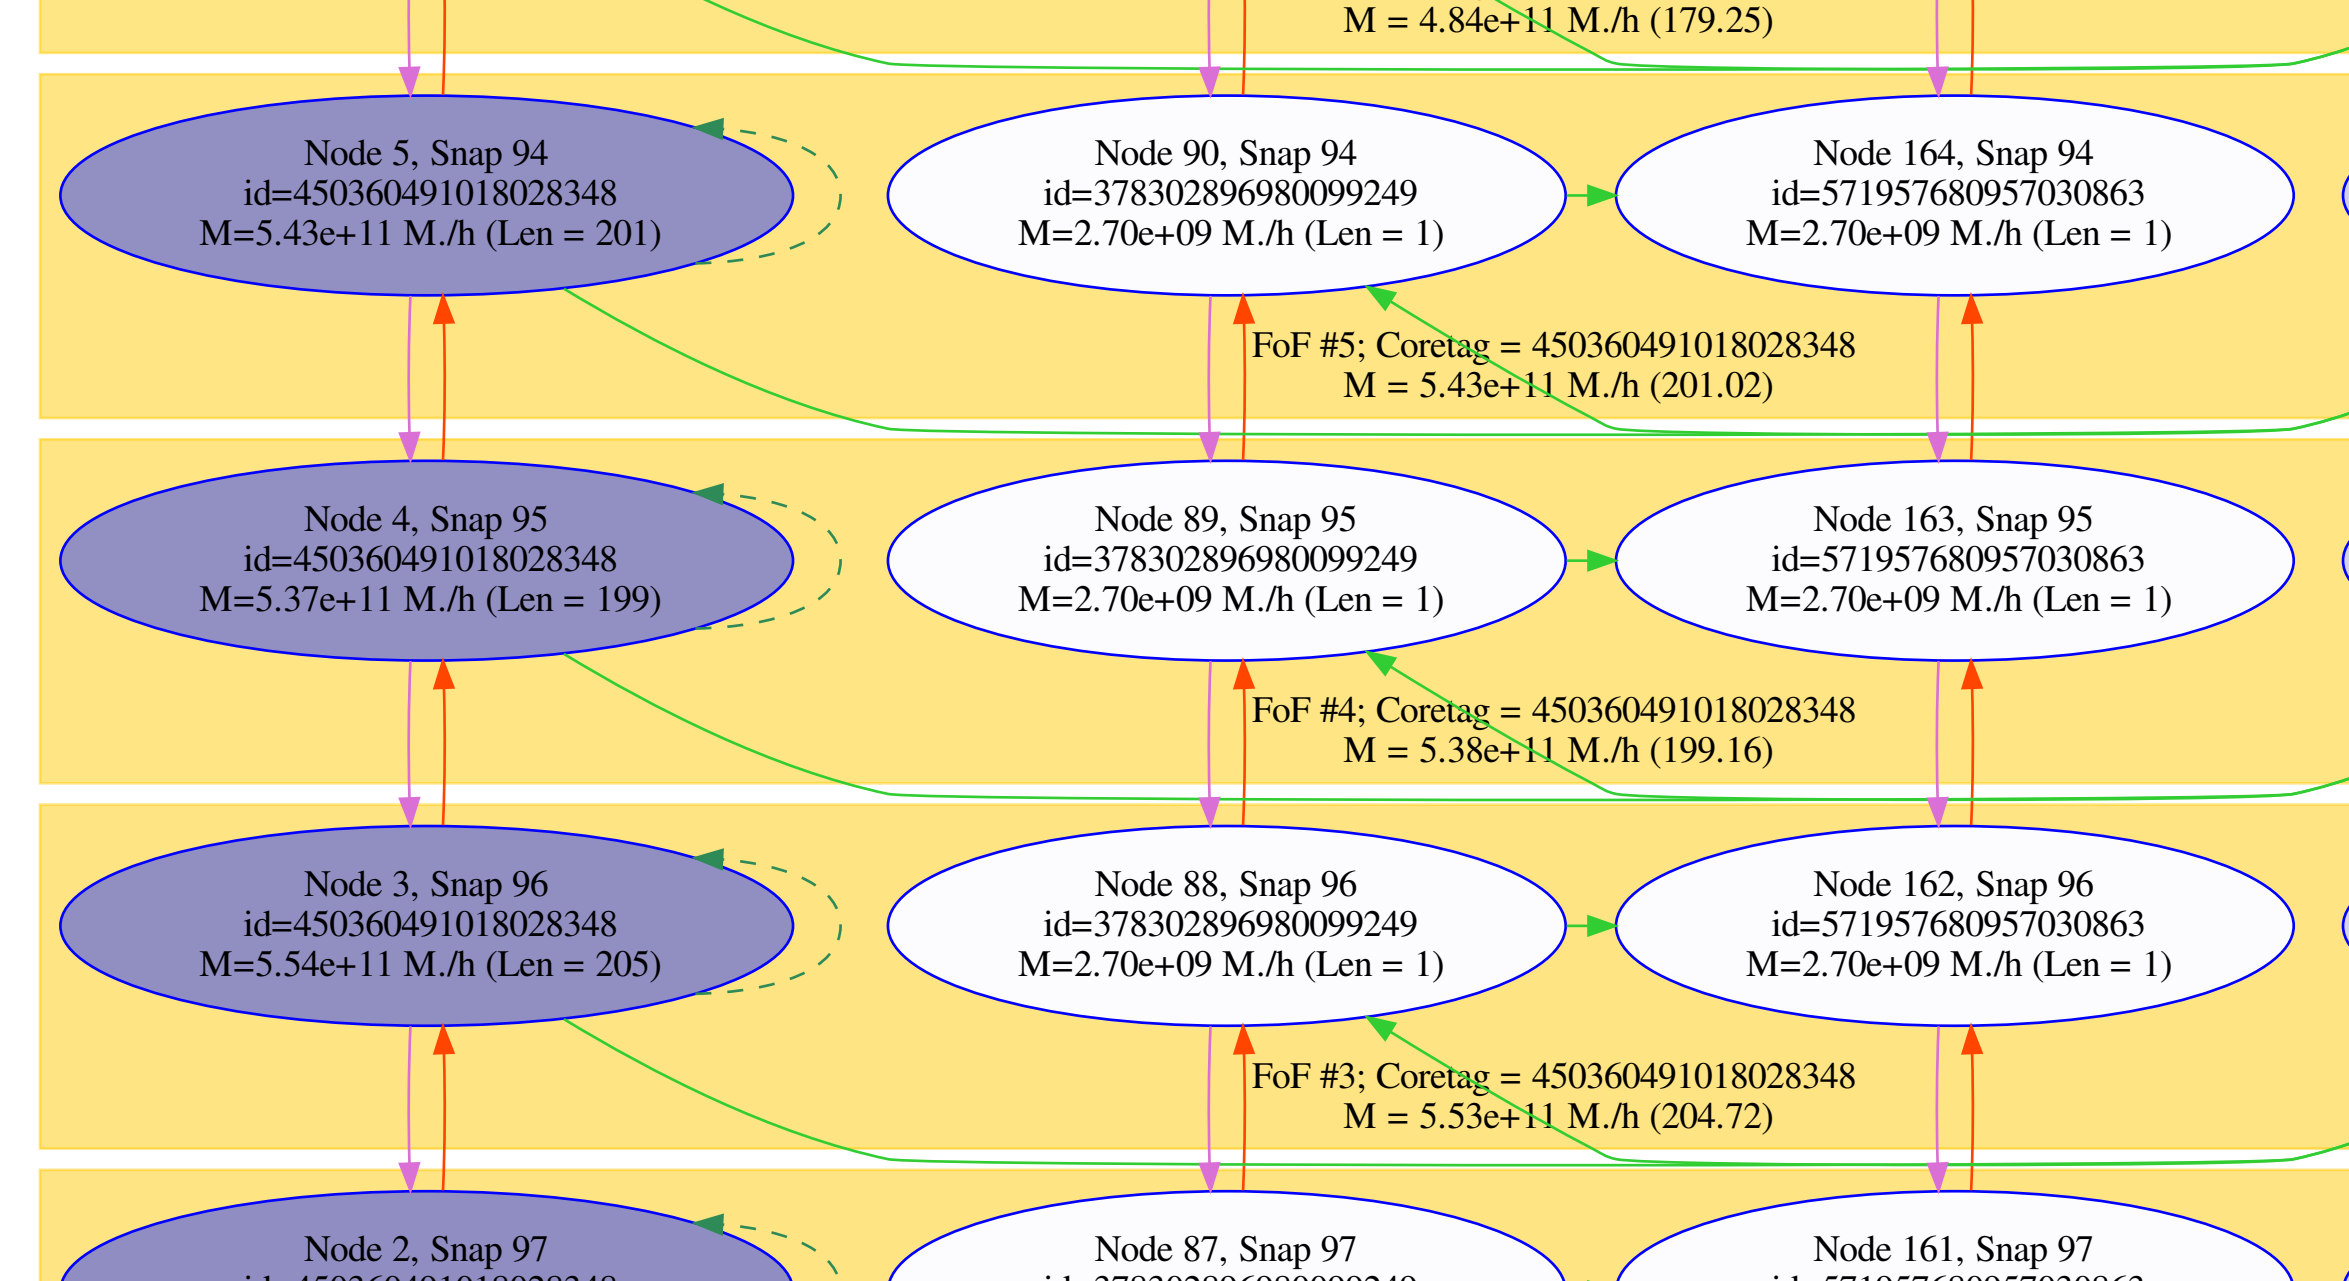 M = 4.84e+11 M./h (179.25)
Node 5, Snap 94
id=450360491018028348
M=5.43e+11 M./h (Len = 201)
Node 90, Snap 94
id=378302896980099249
M=2.70e+09 M./h (Len = 1)
Node 164, Snap 94
id=571957680957030863
M=2.70e+09 M./h (Len = 1)
FoF #5; Coretag = 450360491018028348
M = 5.43e+11 M./h (201.02)
Node 4, Snap 95
id=450360491018028348
M=5.37e+11 M./h (Len = 199)
Node 89, Snap 95
id=378302896980099249
M=2.70e+09 M./h (Len = 1)
Node 163, Snap 95
id=571957680957030863
M=2.70e+09 M./h (Len = 1)
FoF #4; Coretag = 450360491018028348
M = 5.38e+11 M./h (199.16)
Node 3, Snap 96
id=450360491018028348
M=5.54e+11 M./h (Len = 205)
Node 88, Snap 96
id=378302896980099249
M=2.70e+09 M./h (Len = 1)
Node 162, Snap 96
id=571957680957030863
M=2.70e+09 M./h (Len = 1)
FoF #3; Coretag = 450360491018028348
M = 5.53e+11 M./h (204.72)
Node 2, Snap 97
Node 87, Snap 97
Node 161, Snap 97